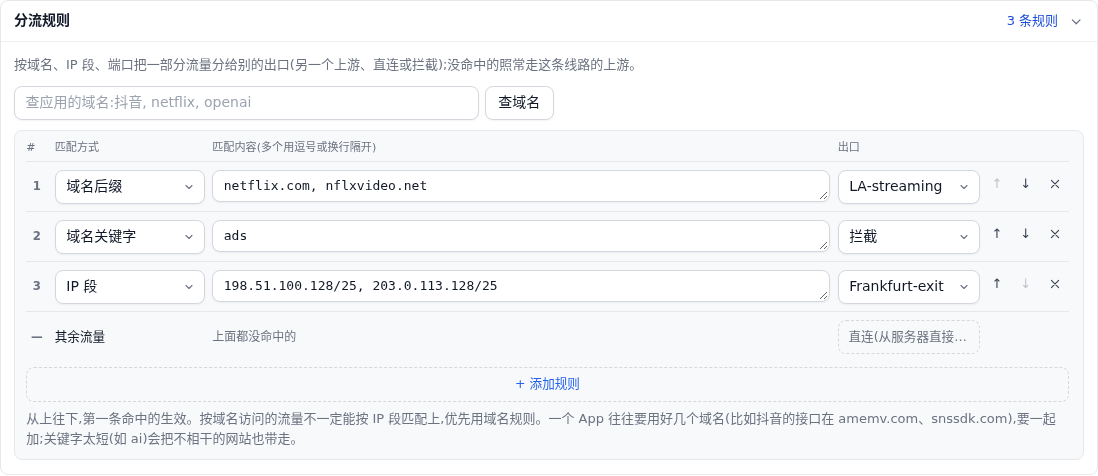 分流规则
3 条规则
按域名、IP 段、端口把一部分流量分给别的出口(另一个上游、直连或拦截);没命中的照常走这条线路的上游。
查应用的域名:抖音, netflix, openai
查域名
# 匹配方式 匹配内容(多个用逗号或换行隔开) 出口
1 域名后缀 netflix.com, nflxvideo.net LA-streaming ↑ ↓ ×
2 域名关键字 ads 拦截 ↑ ↓ ×
3 IP 段 198.51.100.128/25, 203.0.113.128/25 Frankfurt-exit ↑ ↓ ×
— 其余流量 上面都没命中的 直连(从服务器直接…
+ 添加规则
从上往下,第一条命中的生效。按域名访问的流量不一定能按 IP 段匹配上,优先用域名规则。一个 App 往往要用好几个域名(比如抖音的接口在 amemv.com、snssdk.com),要一起
加;关键字太短(如 ai)会把不相干的网站也带走。